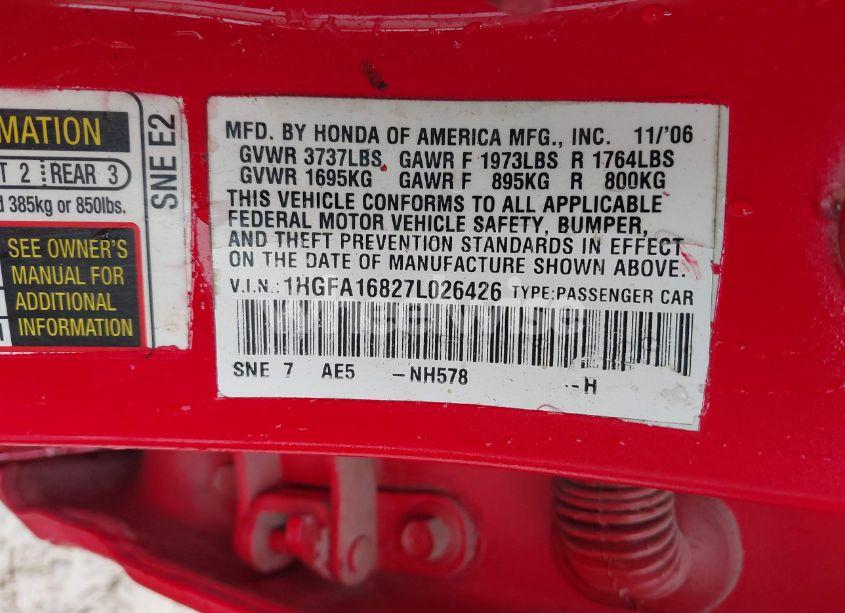 MATION
T 2 REAR 3
d 385kg or 850lbs.
SEE OWNER'S
MANUAL FOR
ADDITIONAL
SNE E2
MFD. BY HONDA OF AMERICA MFG., INC. 11/'06
GVWR 3737LBS GAWR F 1973LBS R 1764LBS
GVWR 1695KG GAWR F 895KG R 800KG
THIS VEHICLE CONFORMS TO ALL APPLICABLE
FEDERAL MOTOR VEHICLE SAFETY, BUMPER,
AND THEFT PREVENTION STANDARDS IN EFFECT
ON THE DATE OF MANUFACTURE SHOWN ABOVE.
V.I.N.: 1HGFA16827L026426 TYPE:PASSENGER CAR
SNE 7 AE5 -NH578 -H